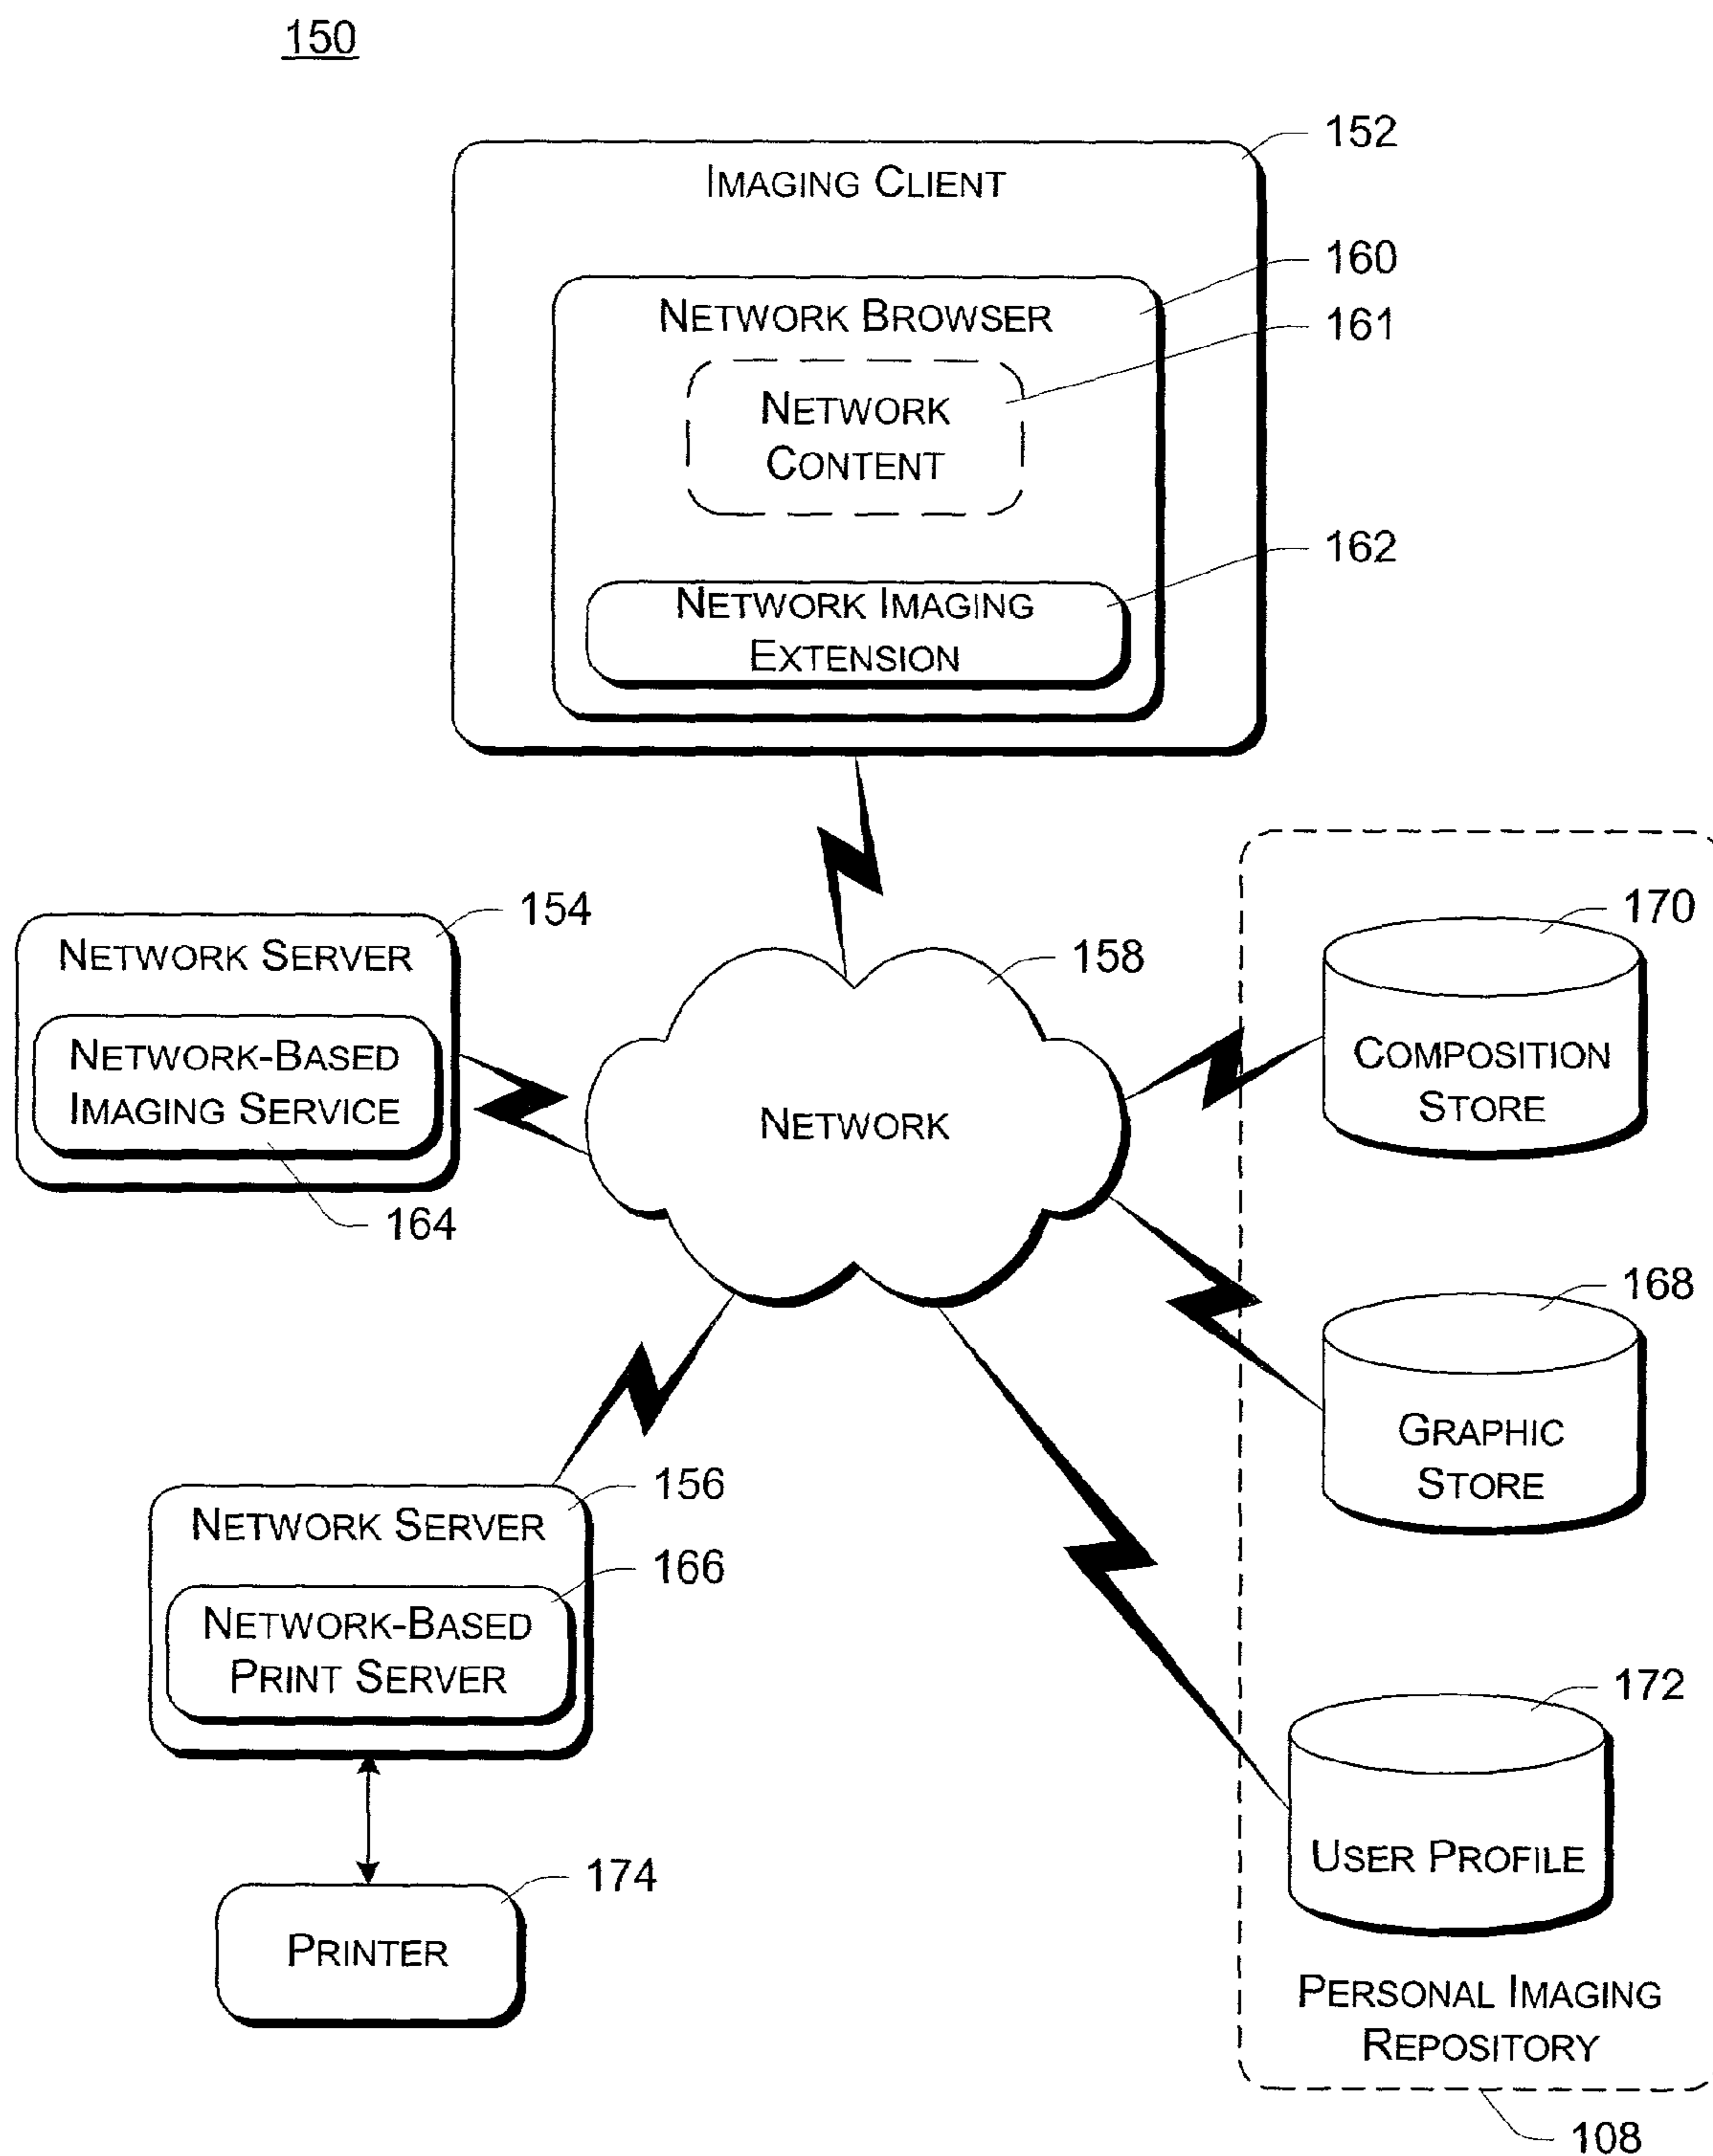 150
152
IMAGING CLIENT
160
NETWORK BROWSER
161
NETWORK
CONTENT
162
NETWORK IMAGING
EXTENSION
154
NETWORK SERVER
NETWORK-BASED
IMAGING SERVICE
164
158
NETWORK
170
COMPOSITION
STORE
168
GRAPHIC
STORE
156
NETWORK SERVER
166
NETWORK-BASED
PRINT SERVER
174
PRINTER
172
USER PROFILE
PERSONAL IMAGING
REPOSITORY
108